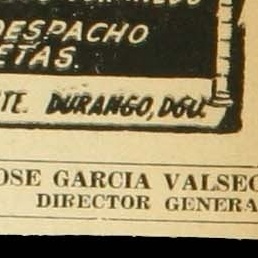 DESPACHO
ETAS.
TE. DURANGO, DGO.
OSE GARCIA VALSEC
DIRECTOR GENERA